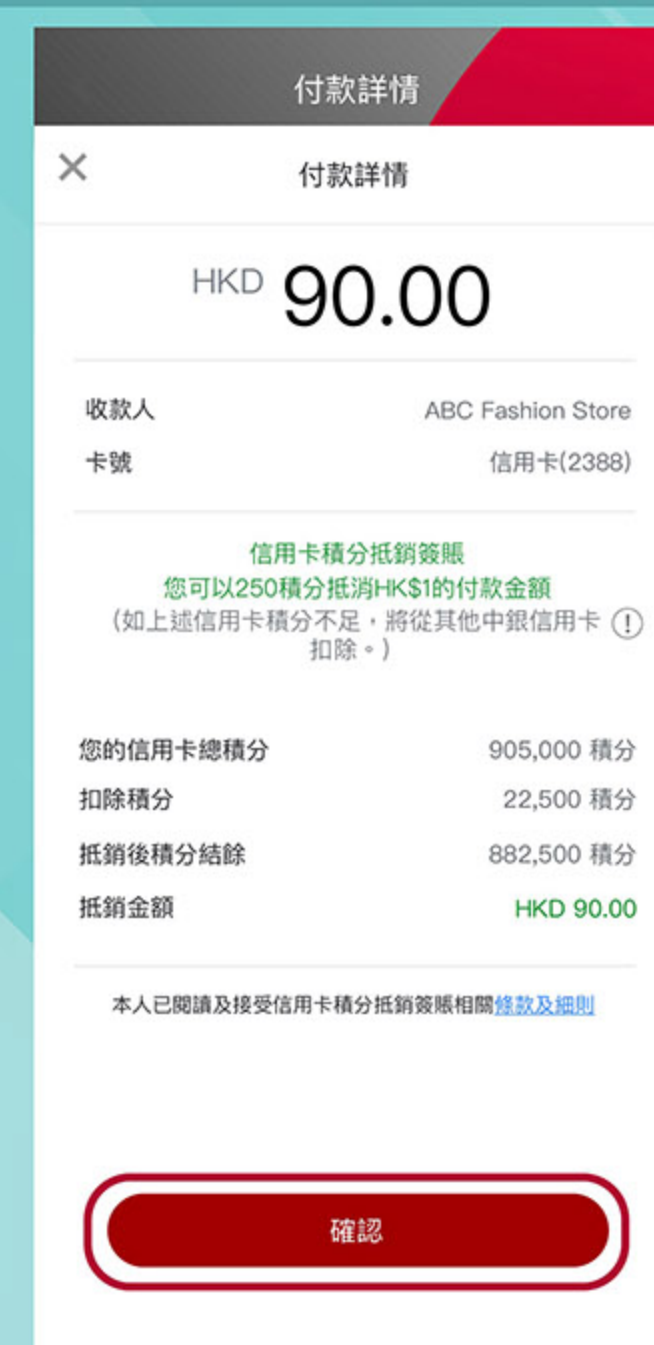 付款詳情
付款詳情
HKD 90.00
收款人 ABC Fashion Store
卡號 信用卡(2388)
信用卡積分抵銷簽賬
您可以250積分抵消HK$1的付款金額
(如上述信用卡積分不足，將從其他中銀信用卡
扣除。)
您的信用卡總積分 905,000 積分
扣除積分 22,500 積分
抵銷後積分結餘 882,500 積分
抵銷金額 HKD 90.00
本人已閱讀及接受信用卡積分抵銷簽賬相關條款及細則
確認